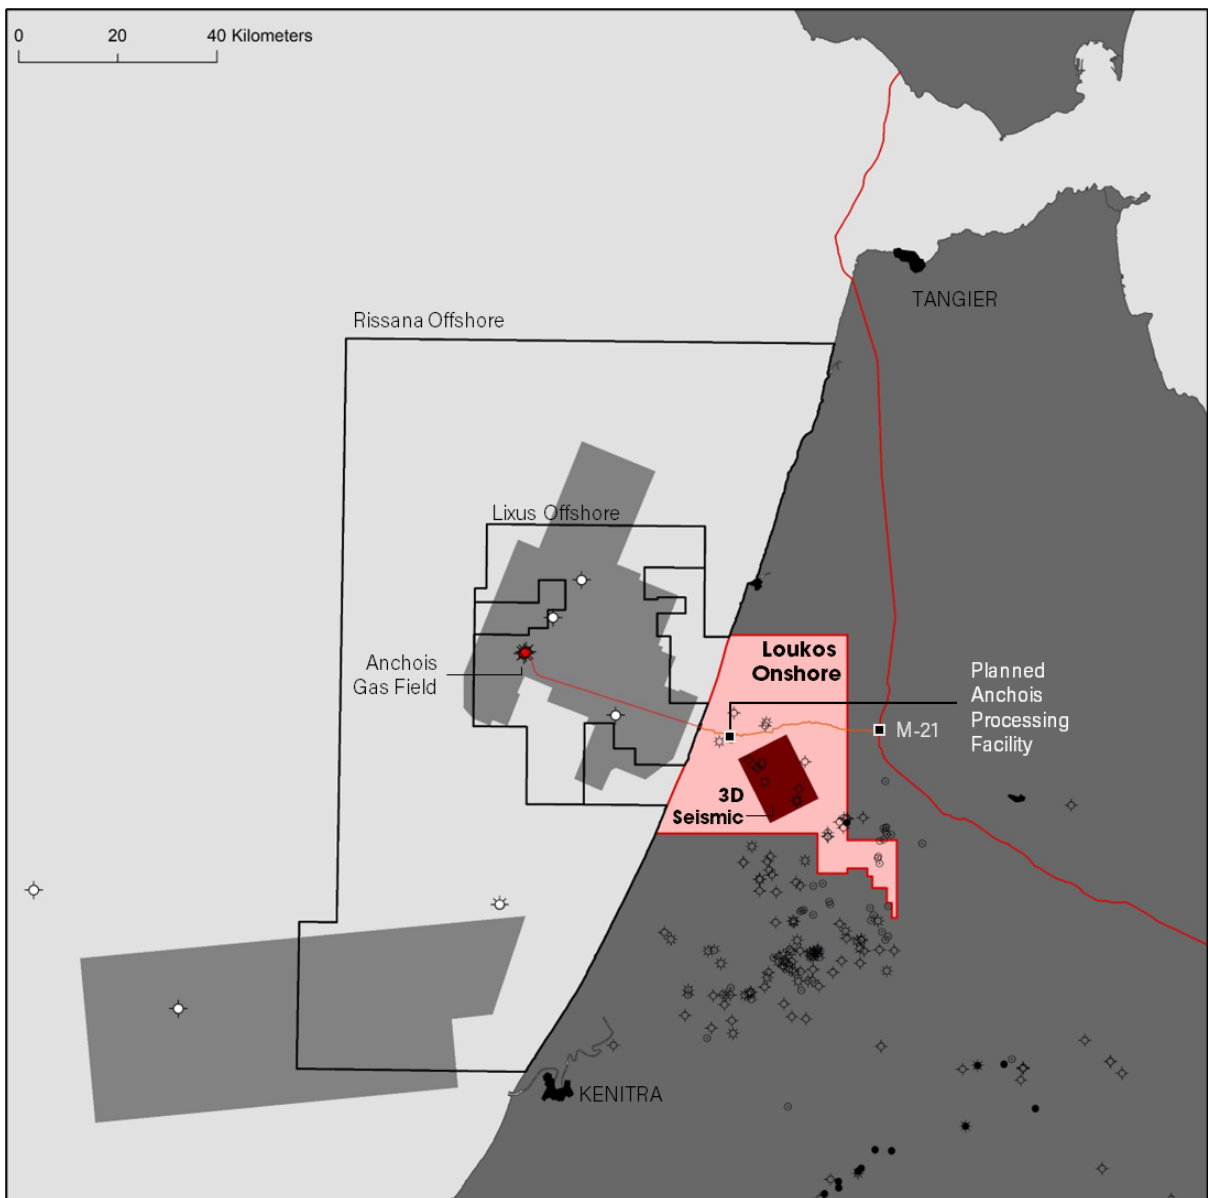 0 20 40 Kilometers
TANGIER
Rissana Offshore
Lixus Offshore
Anchois
Gas Field
Loukos
Onshore
Planned
Anchois
Processing
Facility
M-21
3D
Seismic
KENITRA